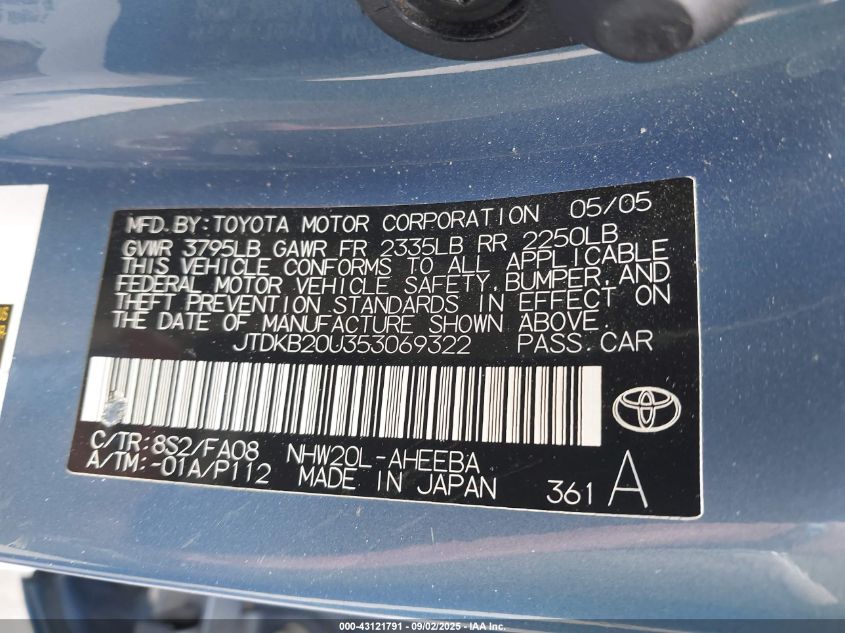 MFD.BY:TOYOTA MOTOR CORPORATION 05/05
GVWR 3795LB GAWR FR 2335LB RR 2250LB
THIS VEHICLE CONFORMS TO ALL APPLICABLE
FEDERAL MOTOR VEHICLE SAFETY, BUMPER, AND
THEFT PREVENTION STANDARDS IN EFFECT ON
THE DATE OF MANUFACTURE SHOWN ABOVE.
JTDKB20U353069322 PASS.CAR
C/TR:8S2/FA08 NHW20L-AHEEBA
A/TM:-01A/P112 MADE IN JAPAN 361 A
000-43121791 - 09/02/2025 - IAA Inc.